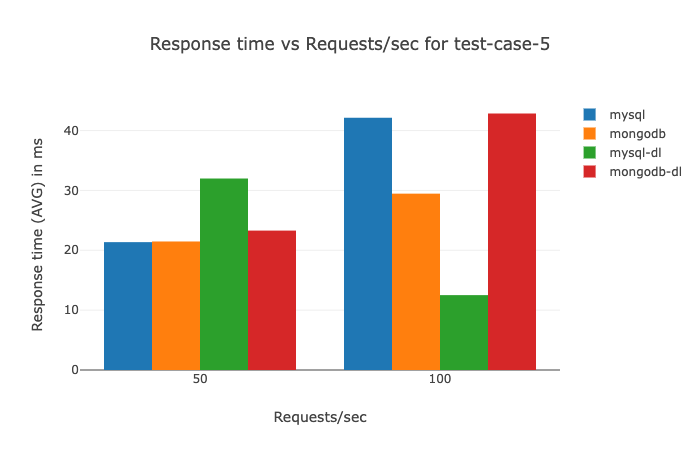 Response time vs Requests/sec for test-case-5
Response time (AVG) in ms
40
30
20
10
0
50
100
Requests/sec
mysql
mongodb
mysql-dl
mongodb-dl